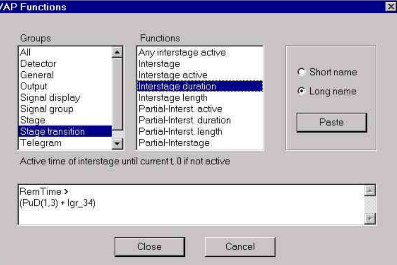 VAP Functions
Groups
Functions
All
Detector
General
Output
Signal display
Signal group
Stage
Stage transition
Telegram
Any interstage active
Interstage
Interstage active
Interstage duration
Interstage length
Partial-Interst. active
Partial-Interst. duration
Partial-Interst. length
Partial-Interstage
Short name
Long name
Paste
Active time of interstage until current t, 0 if not active
RemTime >
(PuD(1,3) + Igr_34)
Close
Cancel